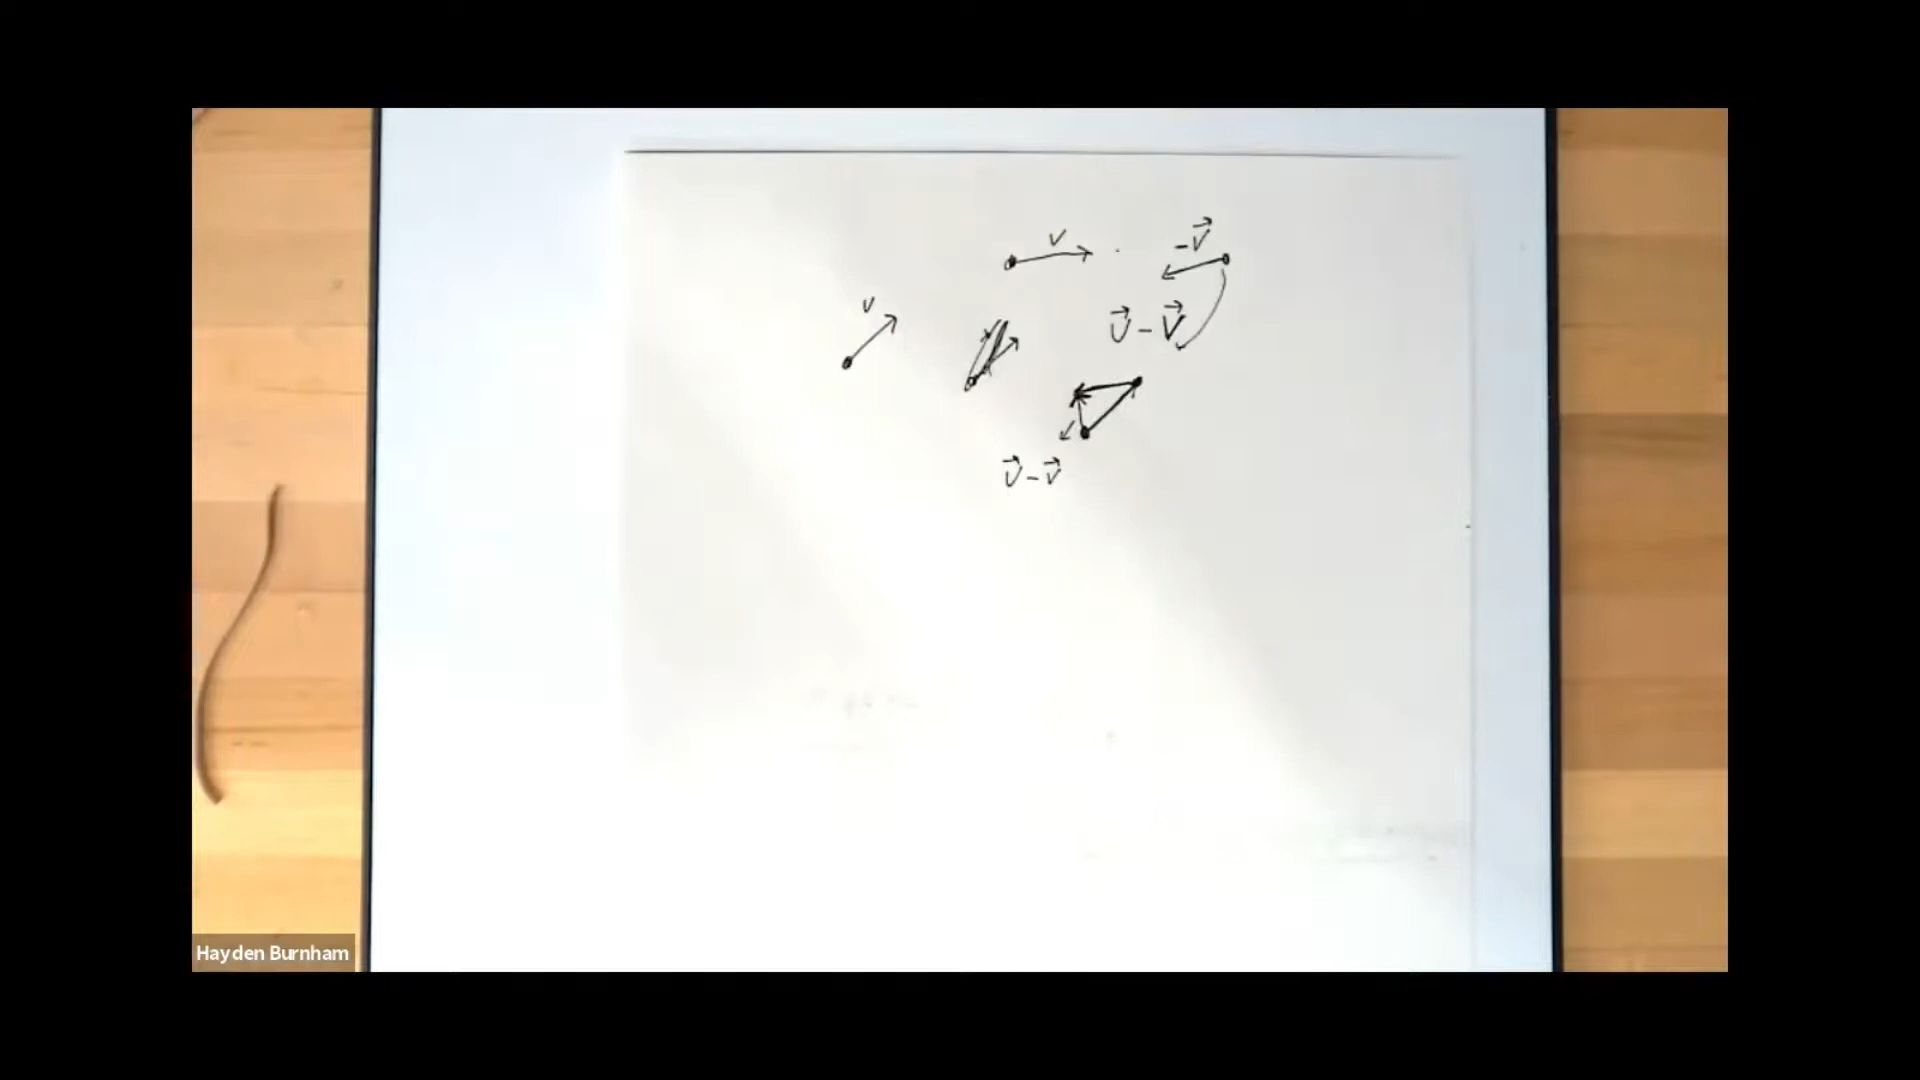 v
-v⃗
v
u⃗-v⃗
u⃗-v⃗
Hayden Burnham